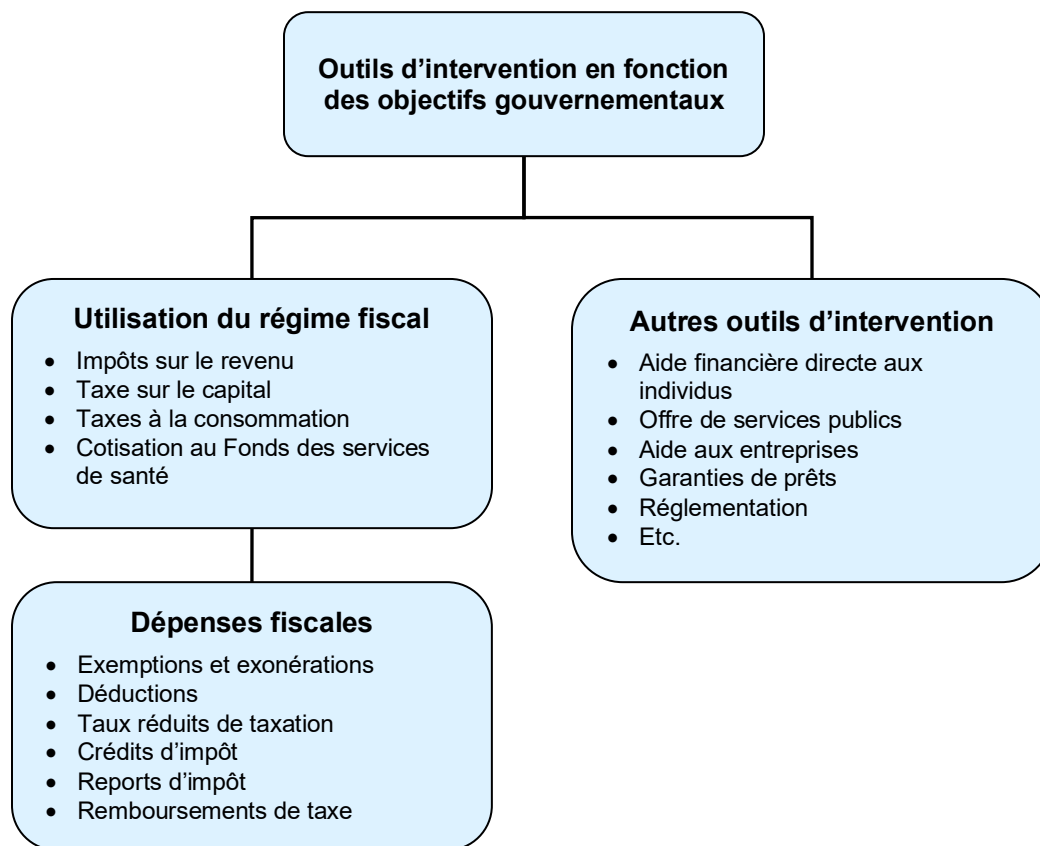 Outils d’intervention en fonction
des objectifs gouvernementaux
Utilisation du régime fiscal
• Impôts sur le revenu
• Taxe sur le capital
• Taxes à la consommation
• Cotisation au Fonds des services
de santé
Autres outils d’intervention
• Aide financière directe aux
individus
• Offre de services publics
• Aide aux entreprises
• Garanties de prêts
• Réglementation
• Etc.
Dépenses fiscales
• Exemptions et exonérations
• Déductions
• Taux réduits de taxation
• Crédits d’impôt
• Reports d’impôt
• Remboursements de taxe